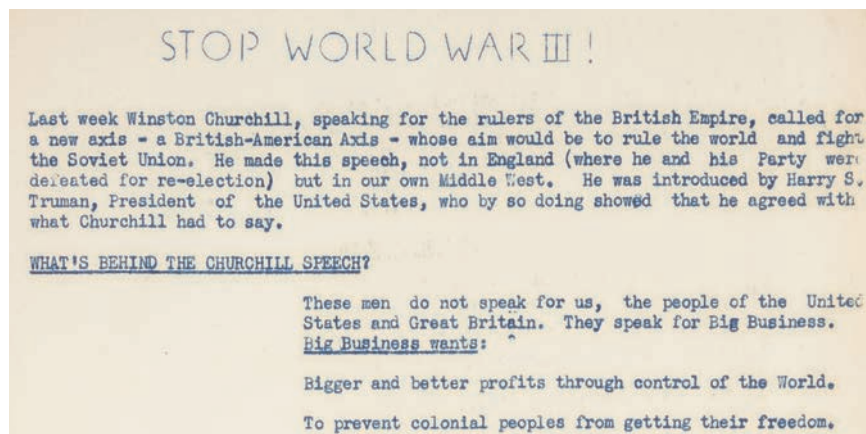 STOP WORLD WAR III !
Last week Winston Churchill, speaking for the rulers of the British Empire, called for
a new axis - a British-American Axis - whose aim would be to rule the world and fight
the Soviet Union. He made this speech, not in England (where he and his Party were
defeated for re-election) but in our own Middle West. He was introduced by Harry S.
Truman, President of the United States, who by so doing showed that he agreed with
what Churchill had to say.
WHAT'S BEHIND THE CHURCHILL SPEECH?
These men do not speak for us, the people of the United
States and Great Britain. They speak for Big Business.
Big Business wants:
Bigger and better profits through control of the World.
To prevent colonial peoples from getting their freedom.